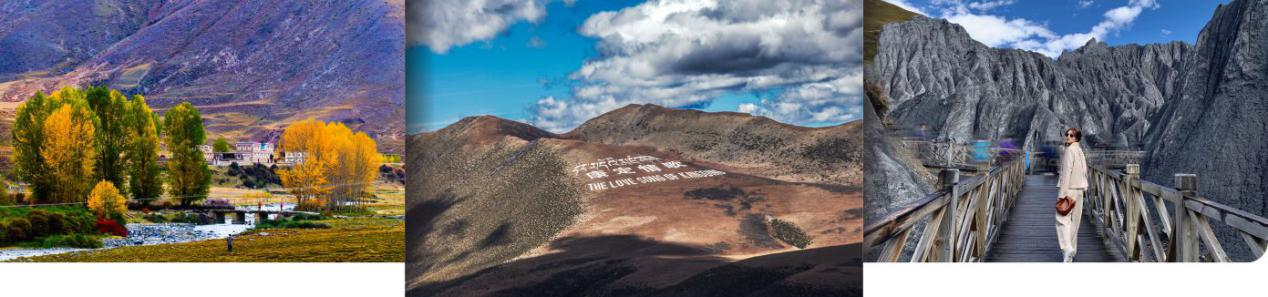 康定情歌
THE LOVE SONG OF KANGDING